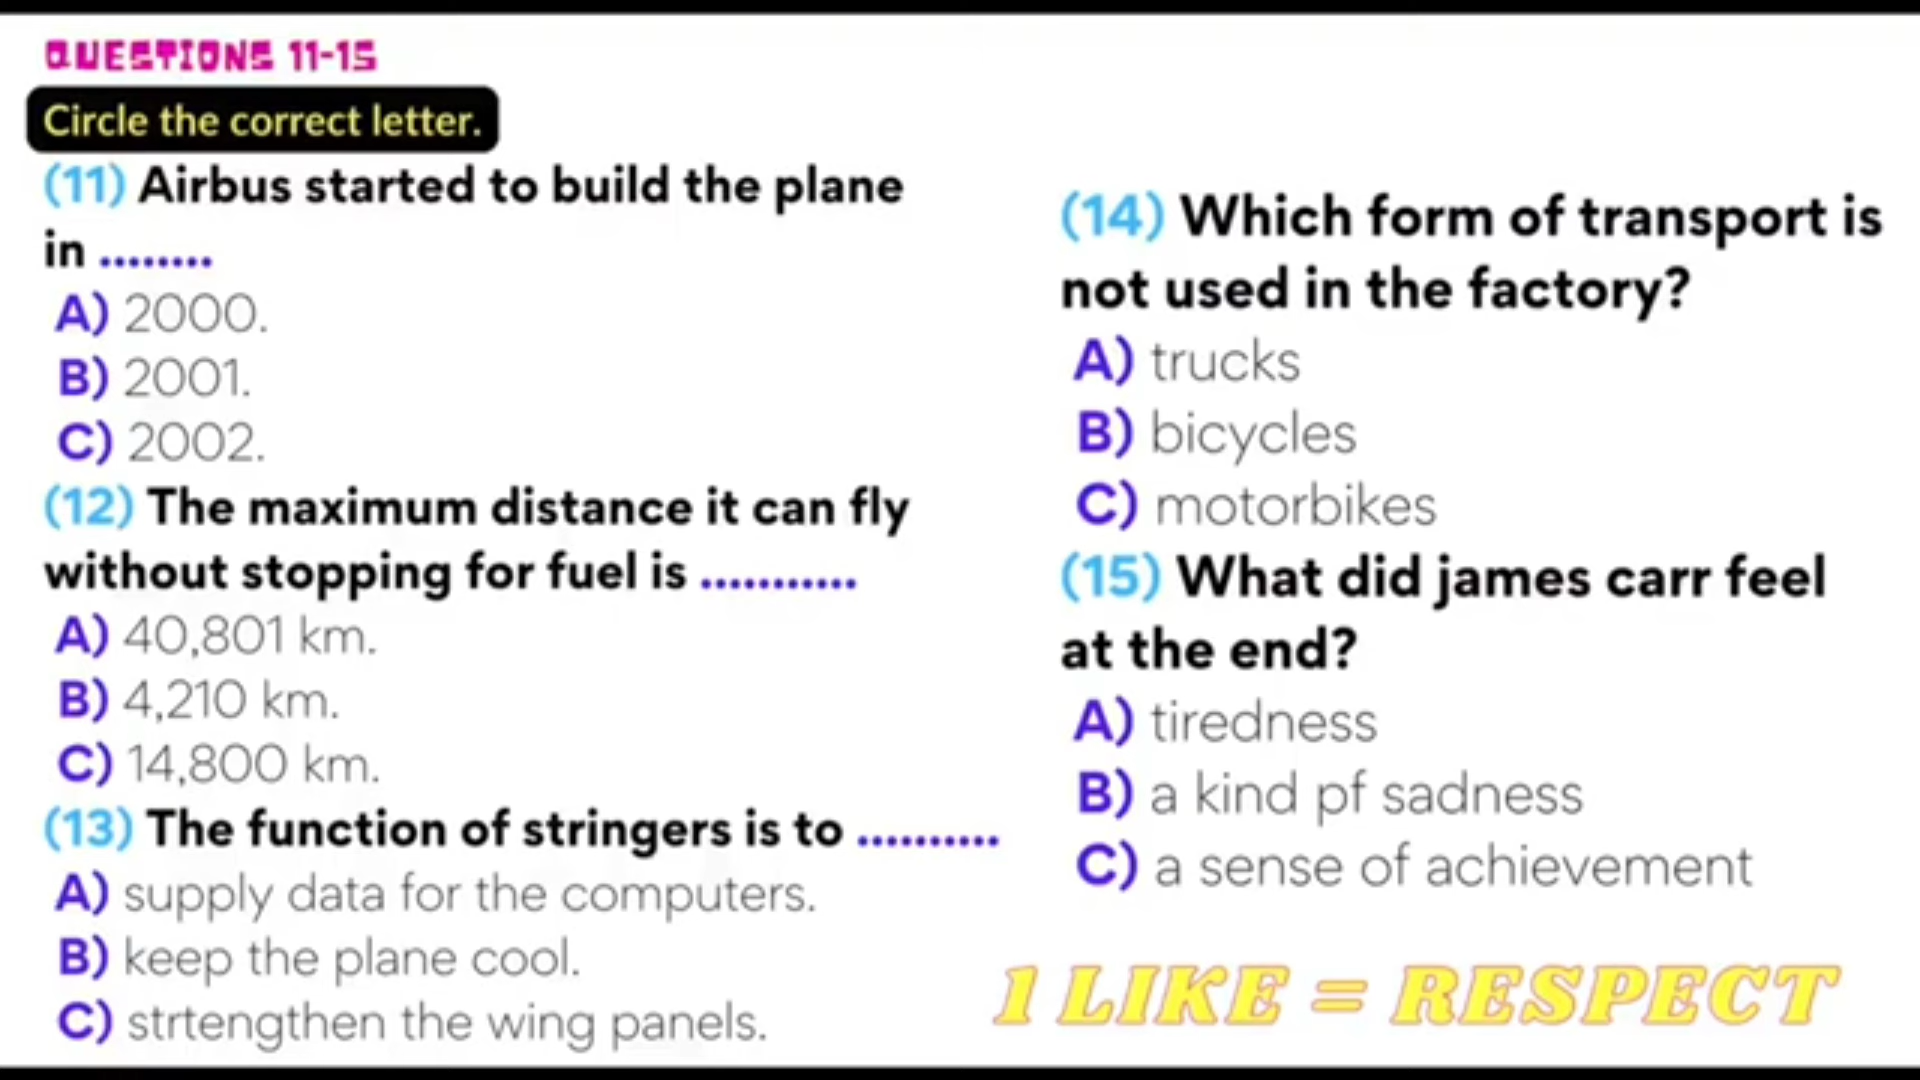 QUESTIONS 11-15
Circle the correct letter.
(11) Airbus started to build the plane
in ........
A) 2000.
B) 2001.
C) 2002.
(12) The maximum distance it can fly
without stopping for fuel is ...........
A) 40,801 km.
B) 4,210 km.
C) 14,800 km.
(13) The function of stringers is to ..........
A) supply data for the computers.
B) keep the plane cool.
C) strtengthen the wing panels.
(14) Which form of transport is
not used in the factory?
A) trucks
B) bicycles
C) motorbikes
(15) What did james carr feel
at the end?
A) tiredness
B) a kind pf sadness
C) a sense of achievement
1 LIKE = RESPECT